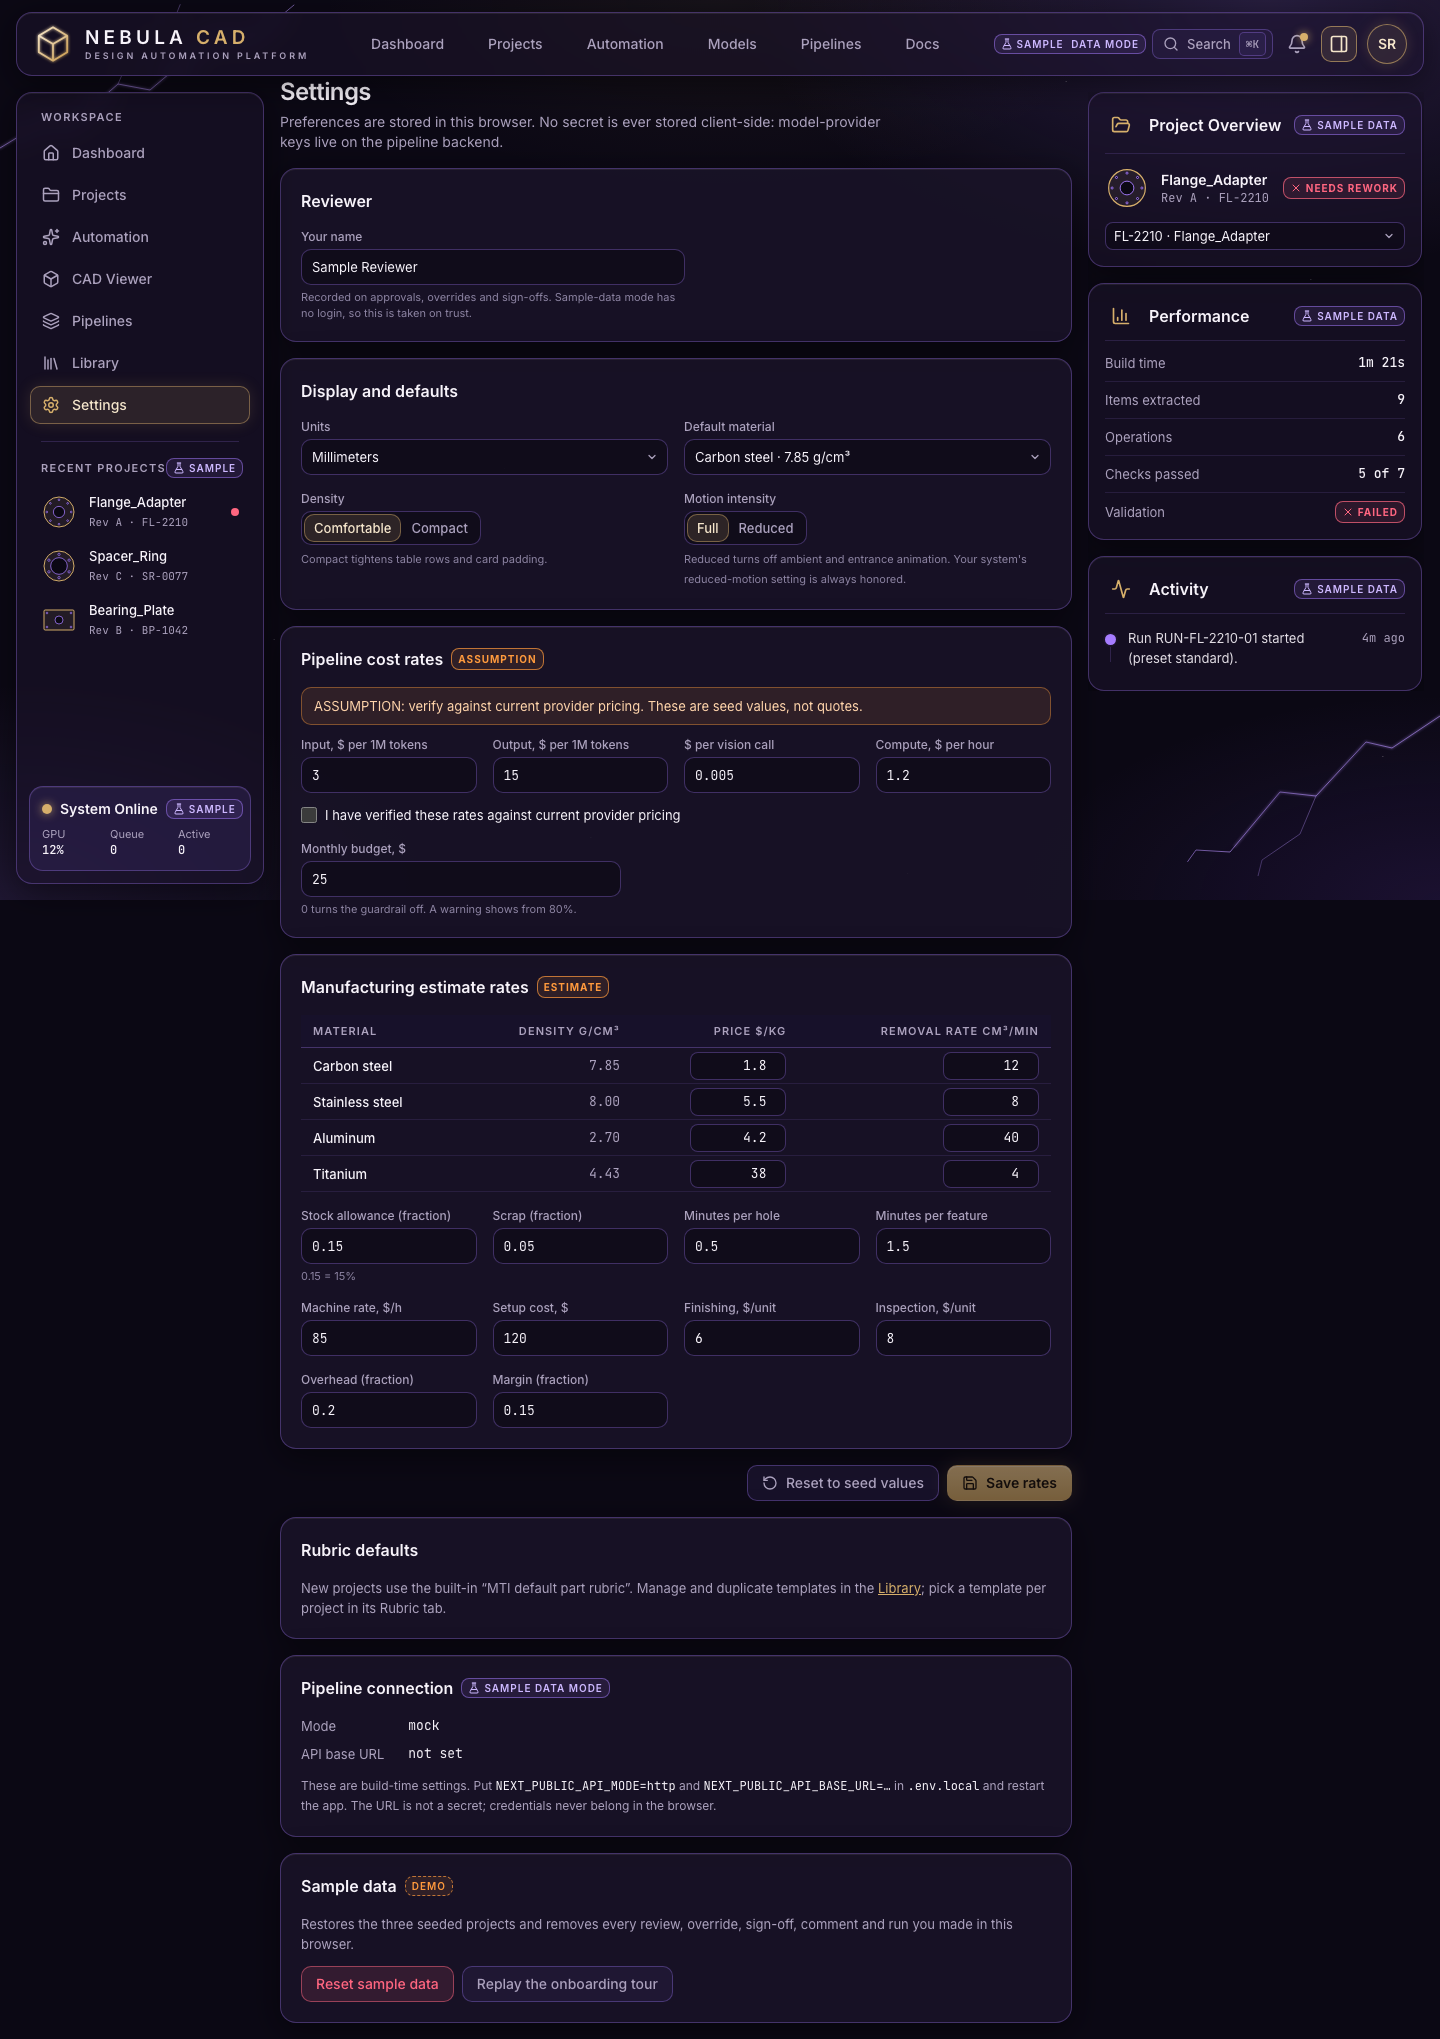 NEBULA CAD
DESIGN AUTOMATION PLATFORM
Dashboard
Projects
Automation
Models
Pipelines
Docs
SAMPLE DATA MODE
Search ⌘K
SR
WORKSPACE
Dashboard
Projects
Automation
CAD Viewer
Pipelines
Library
Settings
RECENT PROJECTS SAMPLE
Flange_Adapter
Rev A · FL-2210
Spacer_Ring
Rev C · SR-0077
Bearing_Plate
Rev B · BP-1042
System Online SAMPLE
GPU Queue Active
12% 0 0
Settings
Preferences are stored in this browser. No secret is ever stored client-side: model-provider
keys live on the pipeline backend.
Reviewer
Your name
Sample Reviewer
Recorded on approvals, overrides and sign-offs. Sample-data mode has
no login, so this is taken on trust.
Display and defaults
Units Default material
Millimeters Carbon steel · 7.85 g/cm³
Density Motion intensity
Comfortable Compact Full Reduced
Compact tightens table rows and card padding. Reduced turns off ambient and entrance animation. Your system's
reduced-motion setting is always honored.
Pipeline cost rates ASSUMPTION
ASSUMPTION: verify against current provider pricing. These are seed values, not quotes.
Input, $ per 1M tokens Output, $ per 1M tokens $ per vision call Compute, $ per hour
3 15 0.005 1.2
I have verified these rates against current provider pricing
Monthly budget, $
25
0 turns the guardrail off. A warning shows from 80%.
Manufacturing estimate rates ESTIMATE
MATERIAL DENSITY G/CM³ PRICE $/KG REMOVAL RATE CM³/MIN
Carbon steel 7.85 1.8 12
Stainless steel 8.00 5.5 8
Aluminum 2.70 4.2 40
Titanium 4.43 38 4
Stock allowance (fraction) Scrap (fraction) Minutes per hole Minutes per feature
0.15 0.05 0.5 1.5
0.15 = 15%
Machine rate, $/h Setup cost, $ Finishing, $/unit Inspection, $/unit
85 120 6 8
Overhead (fraction) Margin (fraction)
0.2 0.15
Reset to seed values Save rates
Rubric defaults
New projects use the built-in “MTI default part rubric”. Manage and duplicate templates in the Library; pick a template per
project in its Rubric tab.
Pipeline connection SAMPLE DATA MODE
Mode mock
API base URL not set
These are build-time settings. Put NEXT_PUBLIC_API_MODE=http and NEXT_PUBLIC_API_BASE_URL=… in .env.local and restart
the app. The URL is not a secret; credentials never belong in the browser.
Sample data DEMO
Restores the three seeded projects and removes every review, override, sign-off, comment and run you made in this
browser.
Reset sample data Replay the onboarding tour
Project Overview SAMPLE DATA
Flange_Adapter
Rev A · FL-2210
NEEDS REWORK
FL-2210 · Flange_Adapter
Performance SAMPLE DATA
Build time 1m 21s
Items extracted 9
Operations 6
Checks passed 5 of 7
Validation FAILED
Activity SAMPLE DATA
Run RUN-FL-2210-01 started 4m ago
(preset standard).